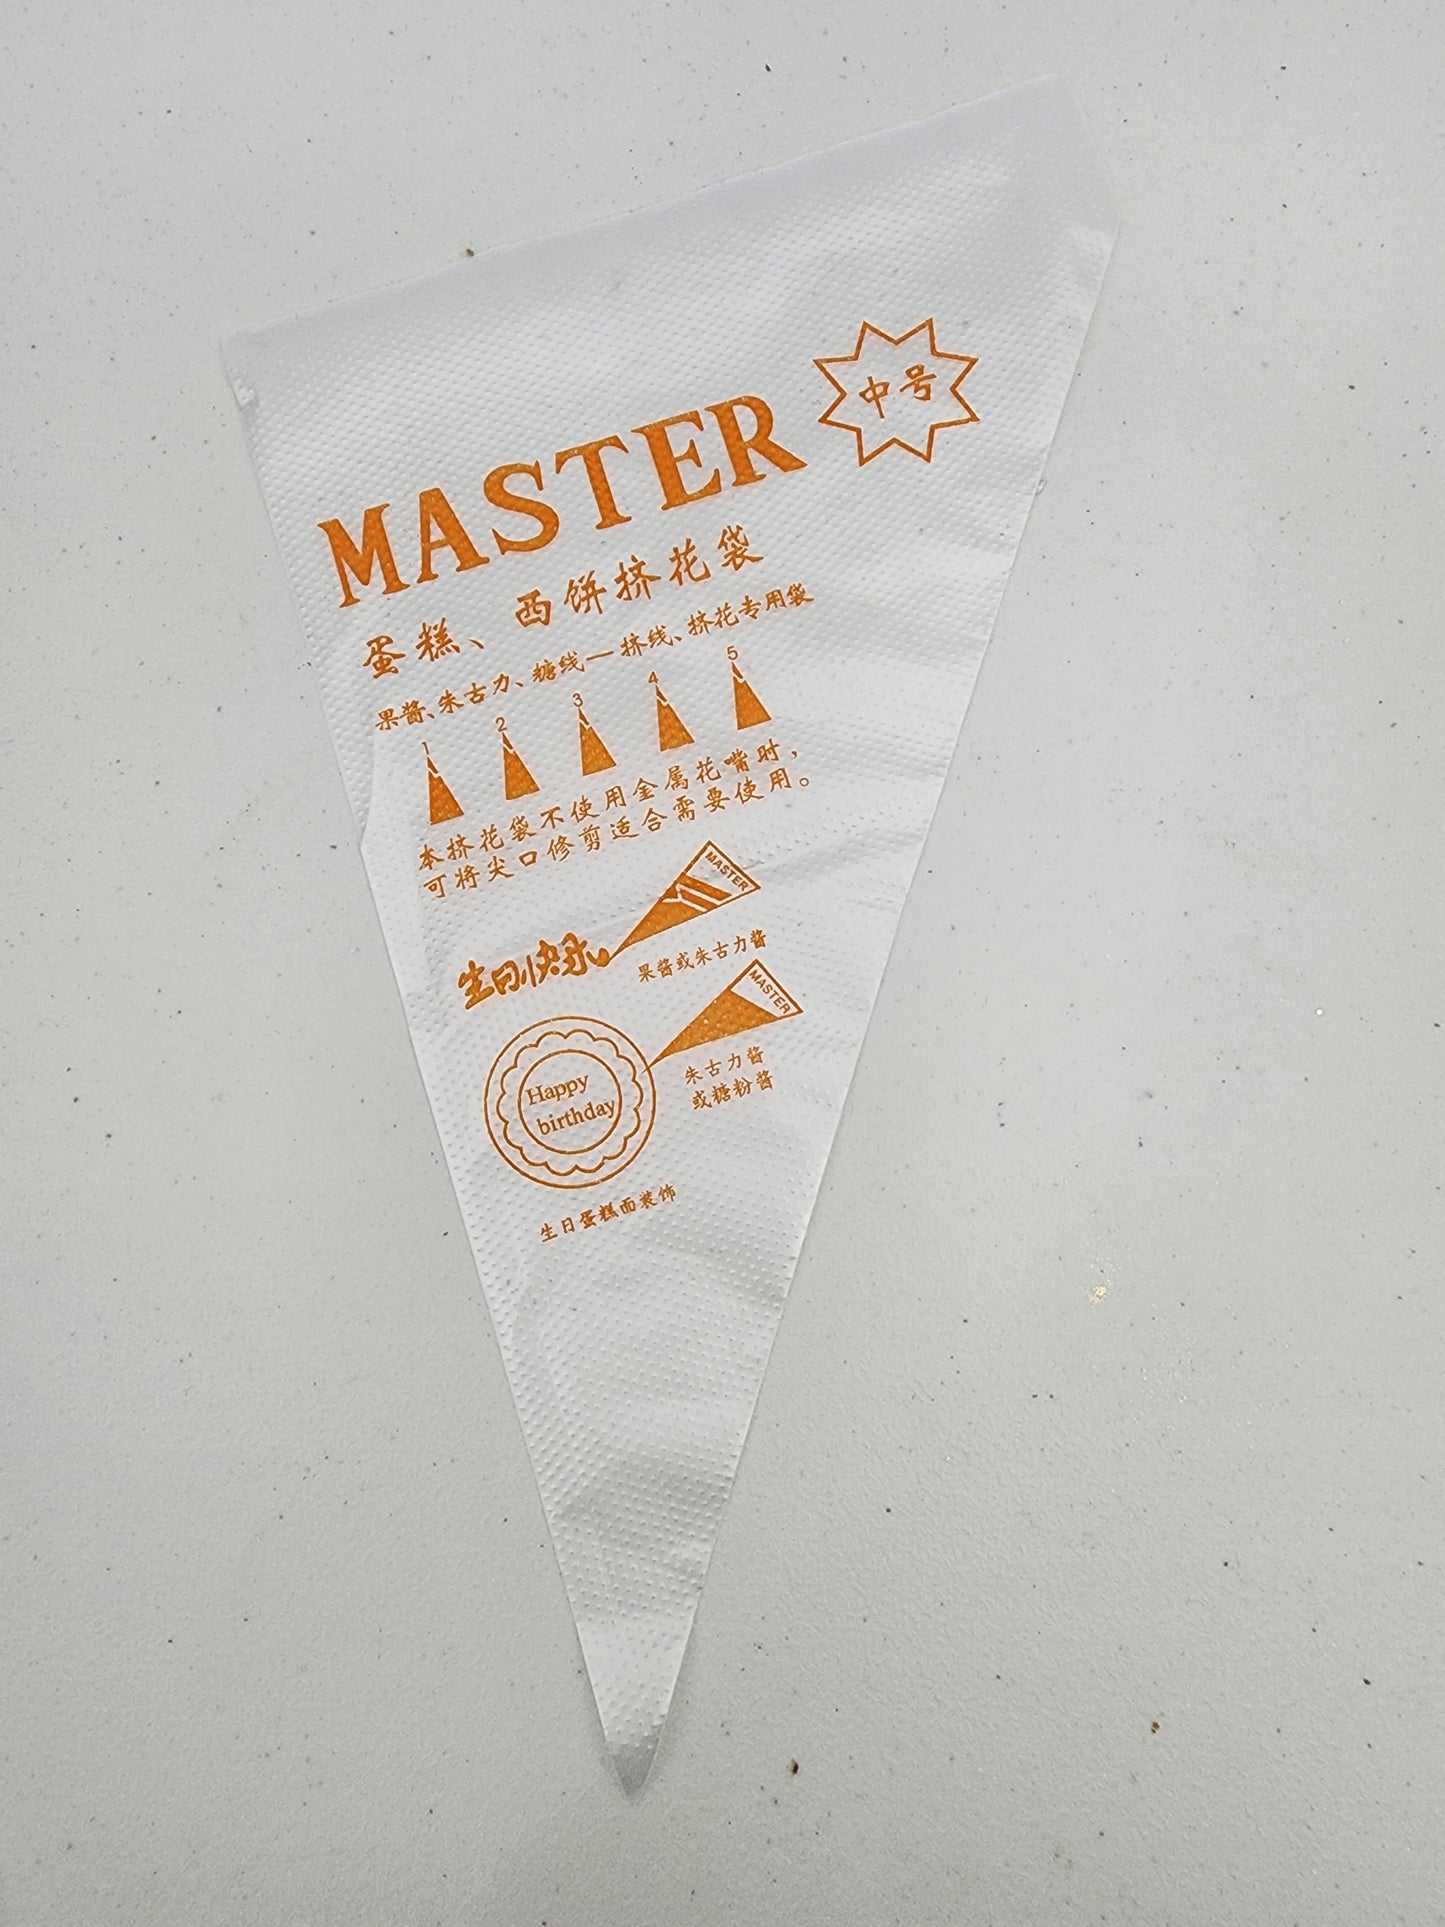 中号
MASTER
蛋糕、西饼挤花袋
果酱、朱古力、糖线一挤线、挤花专用袋
1 2 3 4 5
本挤花袋不使用金属花嘴时，
可将尖口修剪适合需要使用。
MASTER
生日快乐
果酱或朱古力酱
MASTER
朱古力酱
或糖粉酱
Happy
birthday
生日蛋糕面装饰